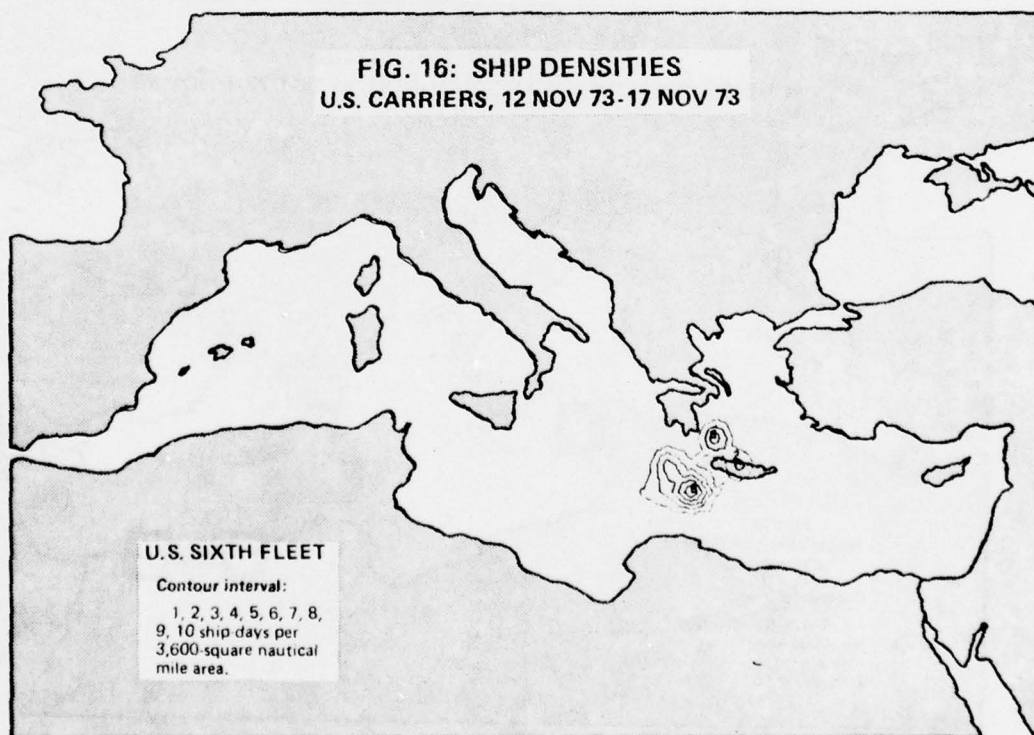 FIG. 16: SHIP DENSITIES
U.S. CARRIERS, 12 NOV 73-17 NOV 73
U.S. SIXTH FLEET
Contour interval:
1, 2, 3, 4, 5, 6, 7, 8,
9, 10 ship days per
3,600-square nautical
mile area.